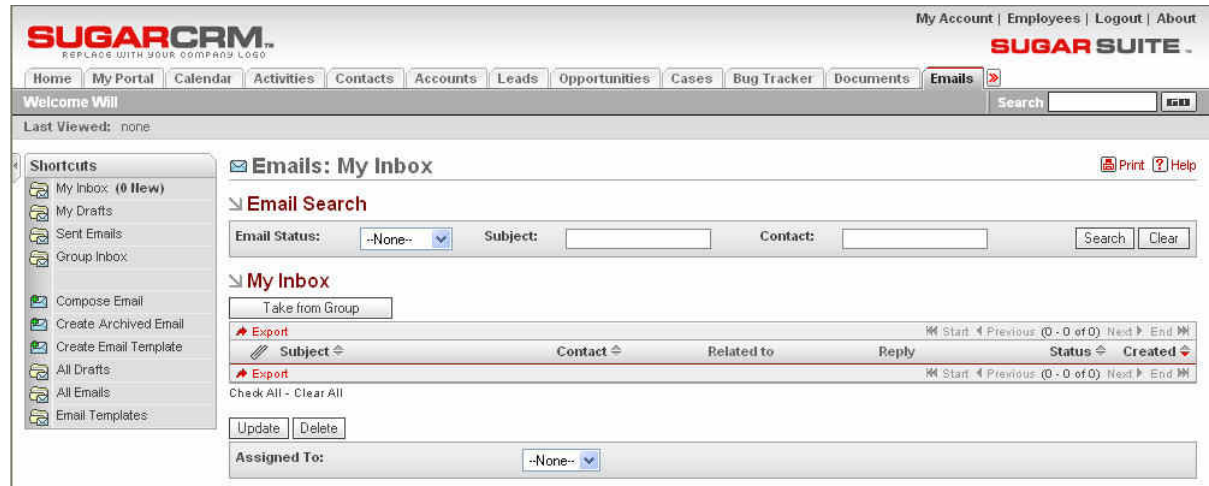 My Account | Employees | Logout | About
SUGARCRM™
REPLACE WITH YOUR COMPANY LOGO
SUGAR SUITE™
Home My Portal Calendar Activities Contacts Accounts Leads Opportunities Cases Bug Tracker Documents Emails
Welcome Will Search GO
Last Viewed: none
Shortcuts
My Inbox (0 New)
My Drafts
Sent Emails
Group Inbox
Compose Email
Create Archived Email
Create Email Template
All Drafts
All Emails
Email Templates
Emails: My Inbox Print ? Help
Email Search
Email Status: --None-- Subject: Contact: Search Clear
My Inbox
Take from Group
Export Start Previous (0 - 0 of 0) Next End
Subject Contact Related to Reply Status Created
Export Start Previous (0 - 0 of 0) Next End
Check All - Clear All
Update Delete
Assigned To: --None--